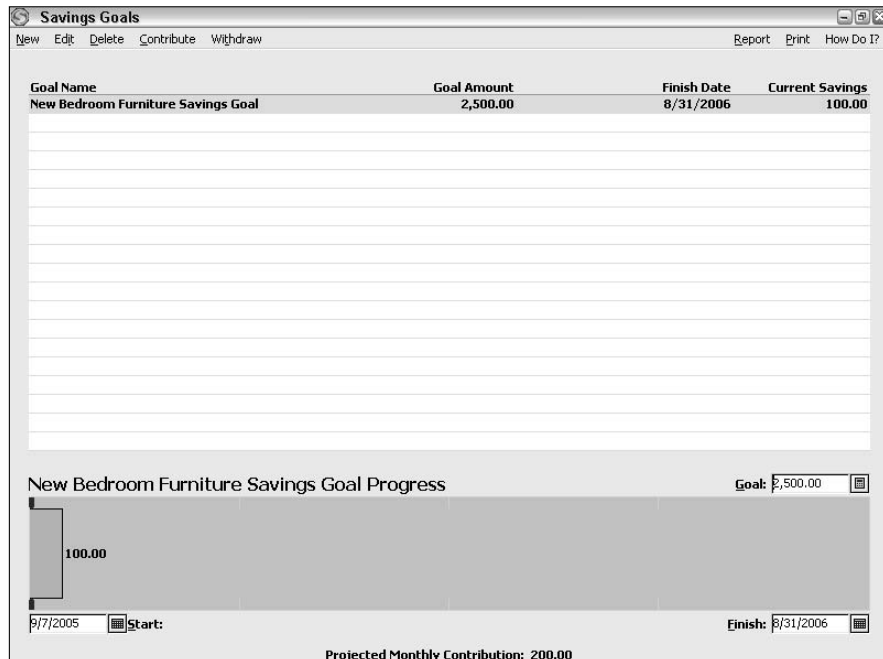 Savings Goals
New Edit Delete Contribute Withdraw Report Print How Do I?
Goal Name Goal Amount Finish Date Current Savings
New Bedroom Furniture Savings Goal 2,500.00 8/31/2006 100.00
New Bedroom Furniture Savings Goal Progress Goal: 2,500.00
100.00
9/7/2005 Start: Finish: 8/31/2006
Projected Monthly Contribution: 200.00